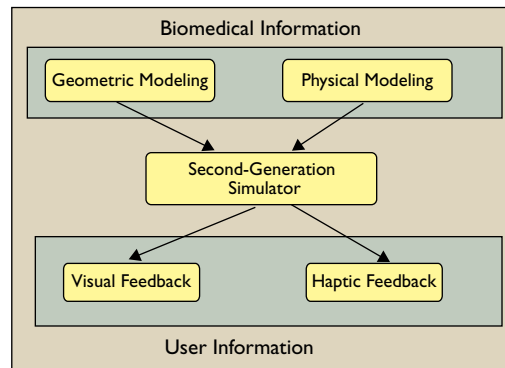 Biomedical Information
Geometric Modeling
Physical Modeling
Second-Generation
Simulator
Visual Feedback
Haptic Feedback
User Information